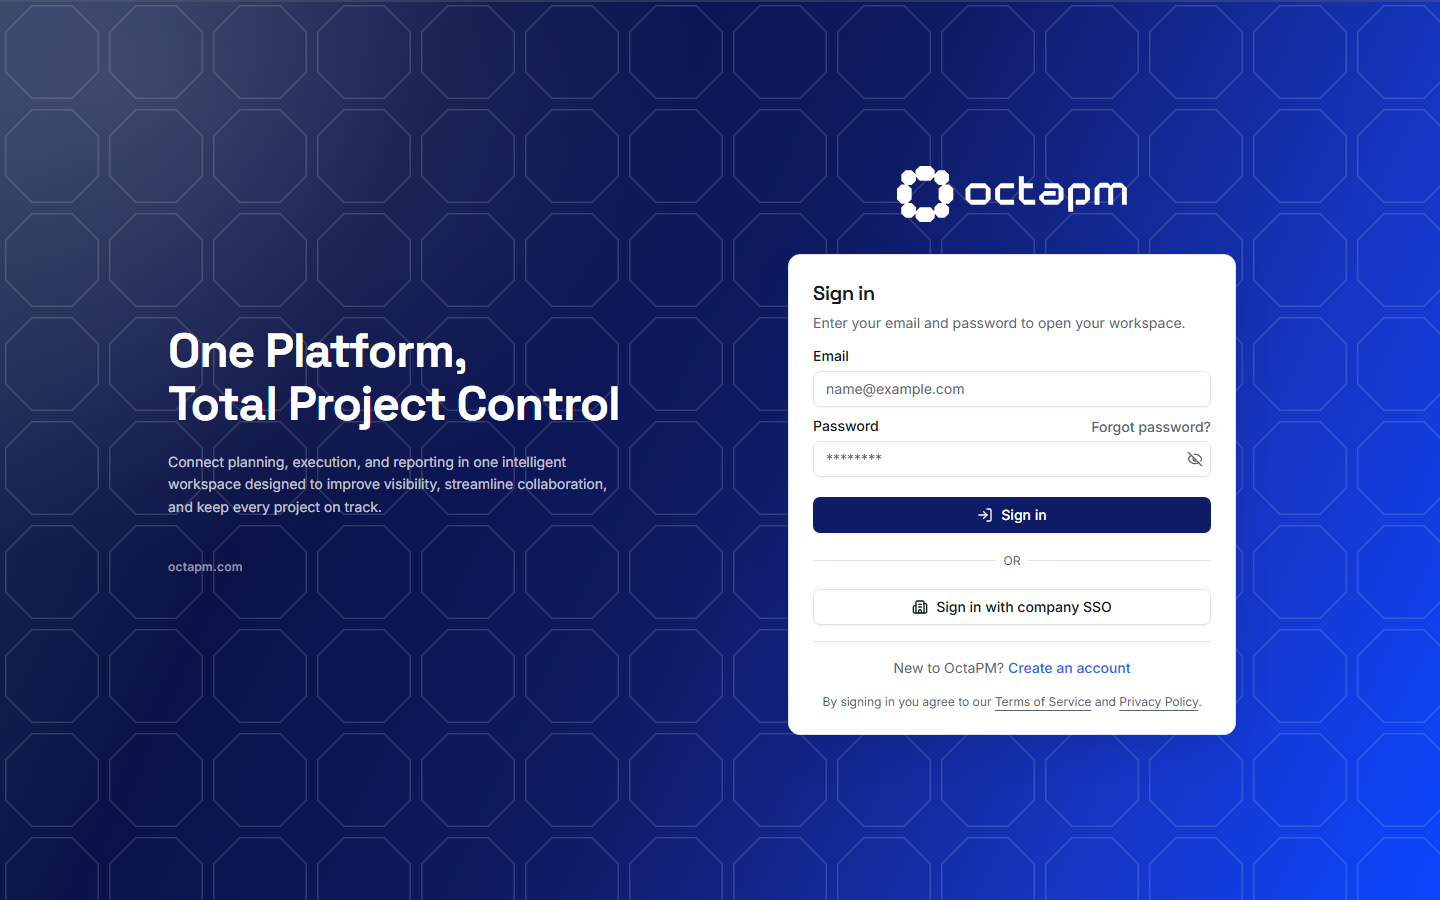 One Platform,
Total Project Control
Connect planning, execution, and reporting in one intelligent
workspace designed to improve visibility, streamline collaboration,
and keep every project on track.
octapm.com
octapm
Sign in
Enter your email and password to open your workspace.
Email
name@example.com
Password Forgot password?
********
Sign in
OR
Sign in with company SSO
New to OctaPM? Create an account
By signing in you agree to our Terms of Service and Privacy Policy.